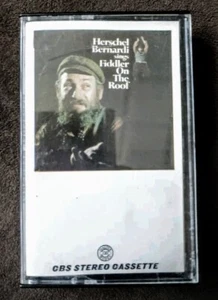 Herschel
Bernardi
sings
Fiddler
On
The
Roof
CBS STEREO CASSETTE